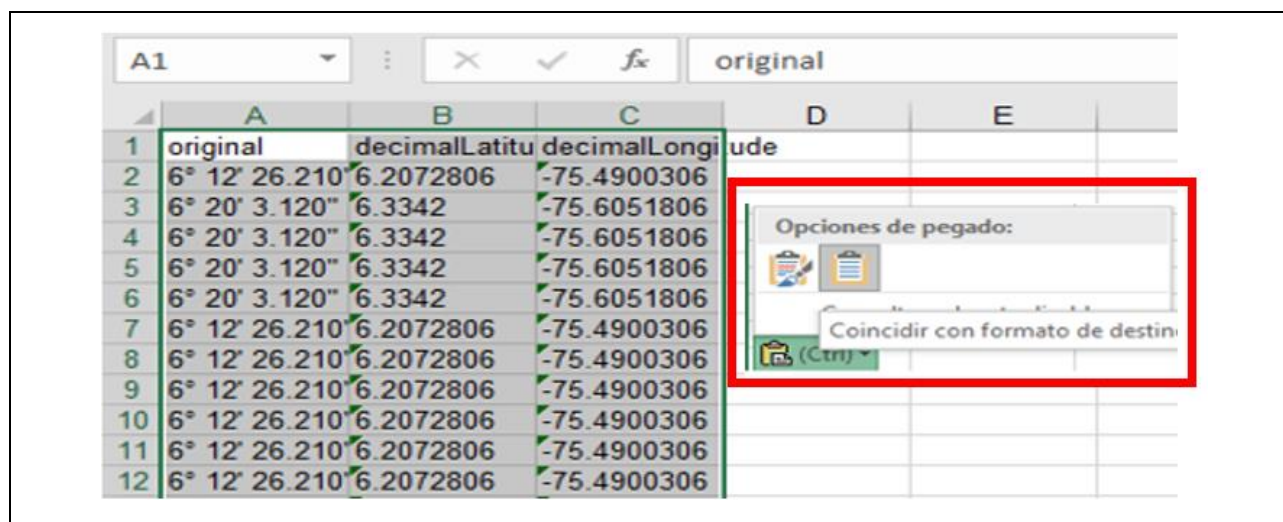 A1 fx original
A B C D E
1 original decimalLatitu decimalLongi ude
2 6° 12' 26.210" 6.2072806 -75.4900306
3 6° 20' 3.120" 6.3342 -75.6051806
4 6° 20' 3.120" 6.3342 -75.6051806
5 6° 20' 3.120" 6.3342 -75.6051806
6 6° 20' 3.120" 6.3342 -75.6051806
7 6° 12' 26.210" 6.2072806 -75.4900306
8 6° 12' 26.210" 6.2072806 -75.4900306
9 6° 12' 26.210" 6.2072806 -75.4900306
10 6° 12' 26.210" 6.2072806 -75.4900306
11 6° 12' 26.210" 6.2072806 -75.4900306
12 6° 12' 26.210" 6.2072806 -75.4900306
Opciones de pegado:
Coincidir con formato de destin
(Ctrl)